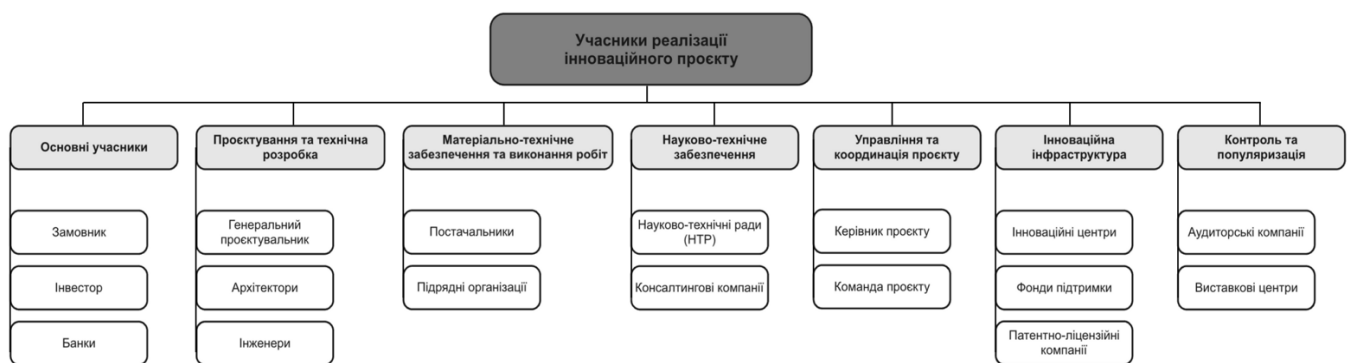 Учасники реалізації
інноваційного проєкту
Основні учасники
Замовник
Інвестор
Банки
Проєктування та технічна
розробка
Генеральний
проєктувальник
Архітектори
Інженери
Матеріально-технічне
забезпечення та виконання робіт
Постачальники
Підрядні організації
Науково-технічне
забезпечення
Науково-технічні ради
(НТР)
Консалтингові компанії
Управління та
координація проєкту
Керівник проєкту
Команда проєкту
Інноваційна
інфраструктура
Інноваційні центри
Фонди підтримки
Патентно-ліцензійні
компанії
Контроль та
популяризація
Аудиторські компанії
Виставкові центри